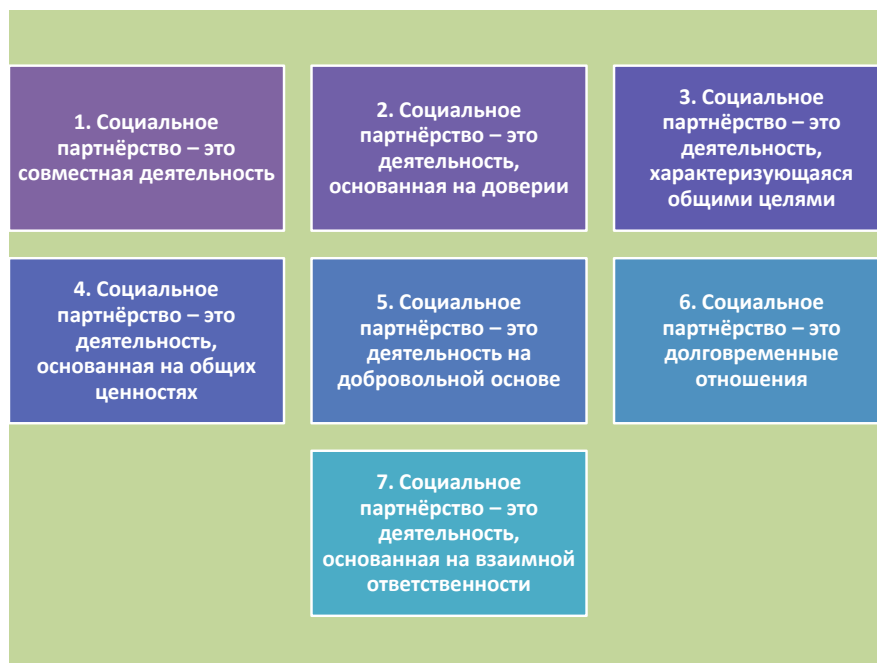 1. Социальное
партнёрство – это
совместная деятельность
2. Социальное
партнёрство – это
деятельность,
основанная на доверии
3. Социальное
партнёрство – это
деятельность,
характеризующаяся
общими целями
4. Социальное
партнёрство – это
деятельность,
основанная на общих
ценностях
5. Социальное
партнёрство – это
деятельность на
добровольной основе
6. Социальное
партнёрство – это
долговременные
отношения
7. Социальное
партнёрство – это
деятельность,
основанная на взаимной
ответственности